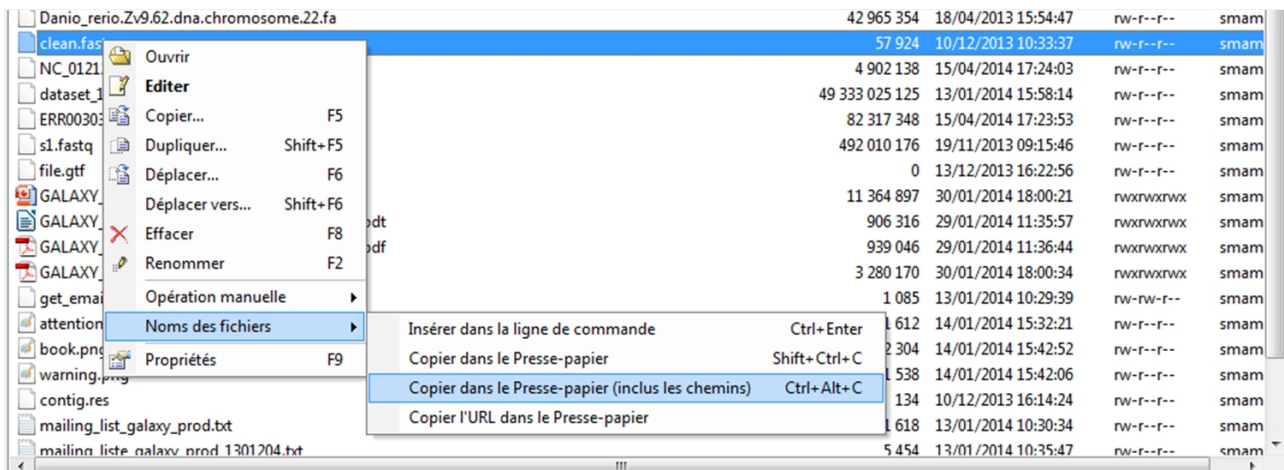 Danio_rerio.Zv9.62.dna.chromosome.22.fa 42 965 354 18/04/2013 15:54:47 rw-r--r-- smam
clean.fas 57 924 10/12/2013 10:33:37 rw-r--r-- smam
Ouvrir
NC_0121 4 902 138 15/04/2014 17:24:03 rw-r--r-- smam
Editer
dataset_1 49 333 025 125 13/01/2014 15:58:14 rw-r--r-- smam
Copier... F5
ERR00303 82 317 348 15/04/2014 17:23:53 rw-r--r-- smam
s1.fastq Dupliquer... Shift+F5 492 010 176 19/11/2013 09:15:46 rw-r--r-- smam
file.gtf Déplacer... F6 0 13/12/2013 16:22:56 rw-r--r-- smam
GALAXY_ Déplacer vers... Shift+F6 11 364 897 30/01/2014 18:00:21 rwxrwxrwx smam
GALAXY_ odt 906 316 29/01/2014 11:35:57 rwxrwxrwx smam
Effacer F8
GALAXY_ pdf 939 046 29/01/2014 11:36:44 rwxrwxrwx smam
Renommer F2
GALAXY_ 3 280 170 30/01/2014 18:00:34 rwxrwxrwx smam
get_emai Opération manuelle 1 085 13/01/2014 10:29:39 rw-rw-r-- smam
attention Noms des fichiers Insérer dans la ligne de commande Ctrl+Enter 1 612 14/01/2014 15:32:21 rw-r--r-- smam
book.png Propriétés F9 Copier dans le Presse-papier Shift+Ctrl+C 2 304 14/01/2014 15:42:52 rw-r--r-- smam
warning.png Copier dans le Presse-papier (inclus les chemins) Ctrl+Alt+C 1 538 14/01/2014 15:42:06 rw-r--r-- smam
contig.res Copier l'URL dans le Presse-papier 134 10/12/2013 16:14:24 rw-r--r-- smam
mailing_list_galaxy_prod.txt 1 618 13/01/2014 10:30:34 rw-r--r-- smam
mailing_liste_galaxy_prod_1301204.txt 5 454 13/01/2014 10:35:47 rw-r--r-- smam